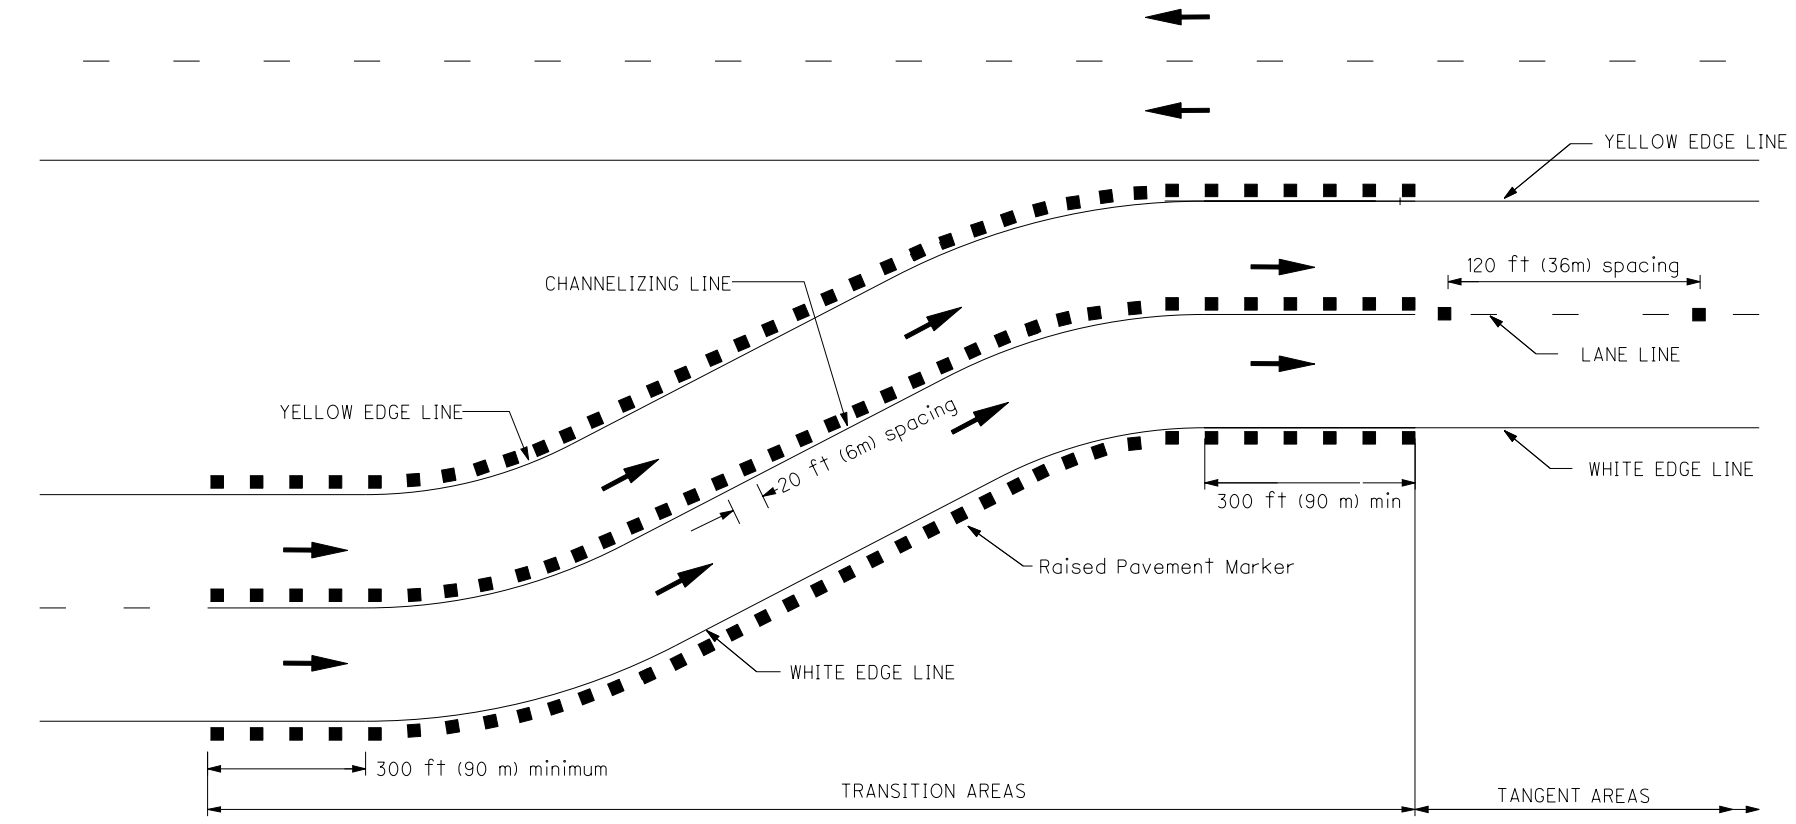 YELLOW EDGE LINE
120 ft (36m) spacing
CHANNELIZING LINE
LANE LINE
YELLOW EDGE LINE
20 ft (6m) spacing
WHITE EDGE LINE
300 ft (90 m) min
Raised Pavement Marker
WHITE EDGE LINE
300 ft (90 m) minimum
TRANSITION AREAS
TANGENT AREAS